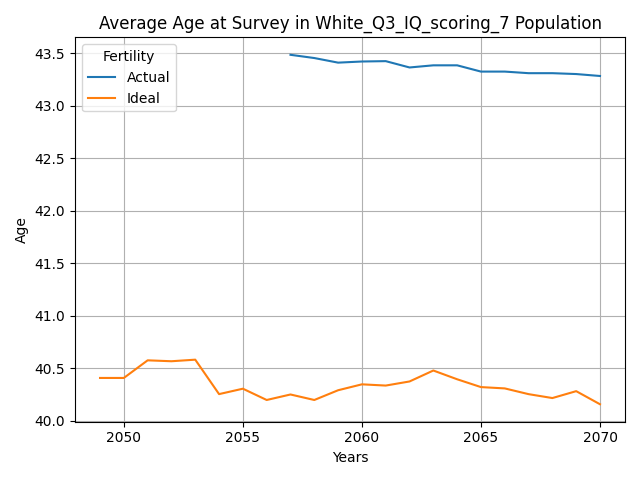 Average Age at Survey in White_Q3_IQ_scoring_7 Population
Fertility
Actual
Ideal
43.5
43.0
42.5
42.0
41.5
41.0
40.5
40.0
Age
2050 2055 2060 2065 2070
Years